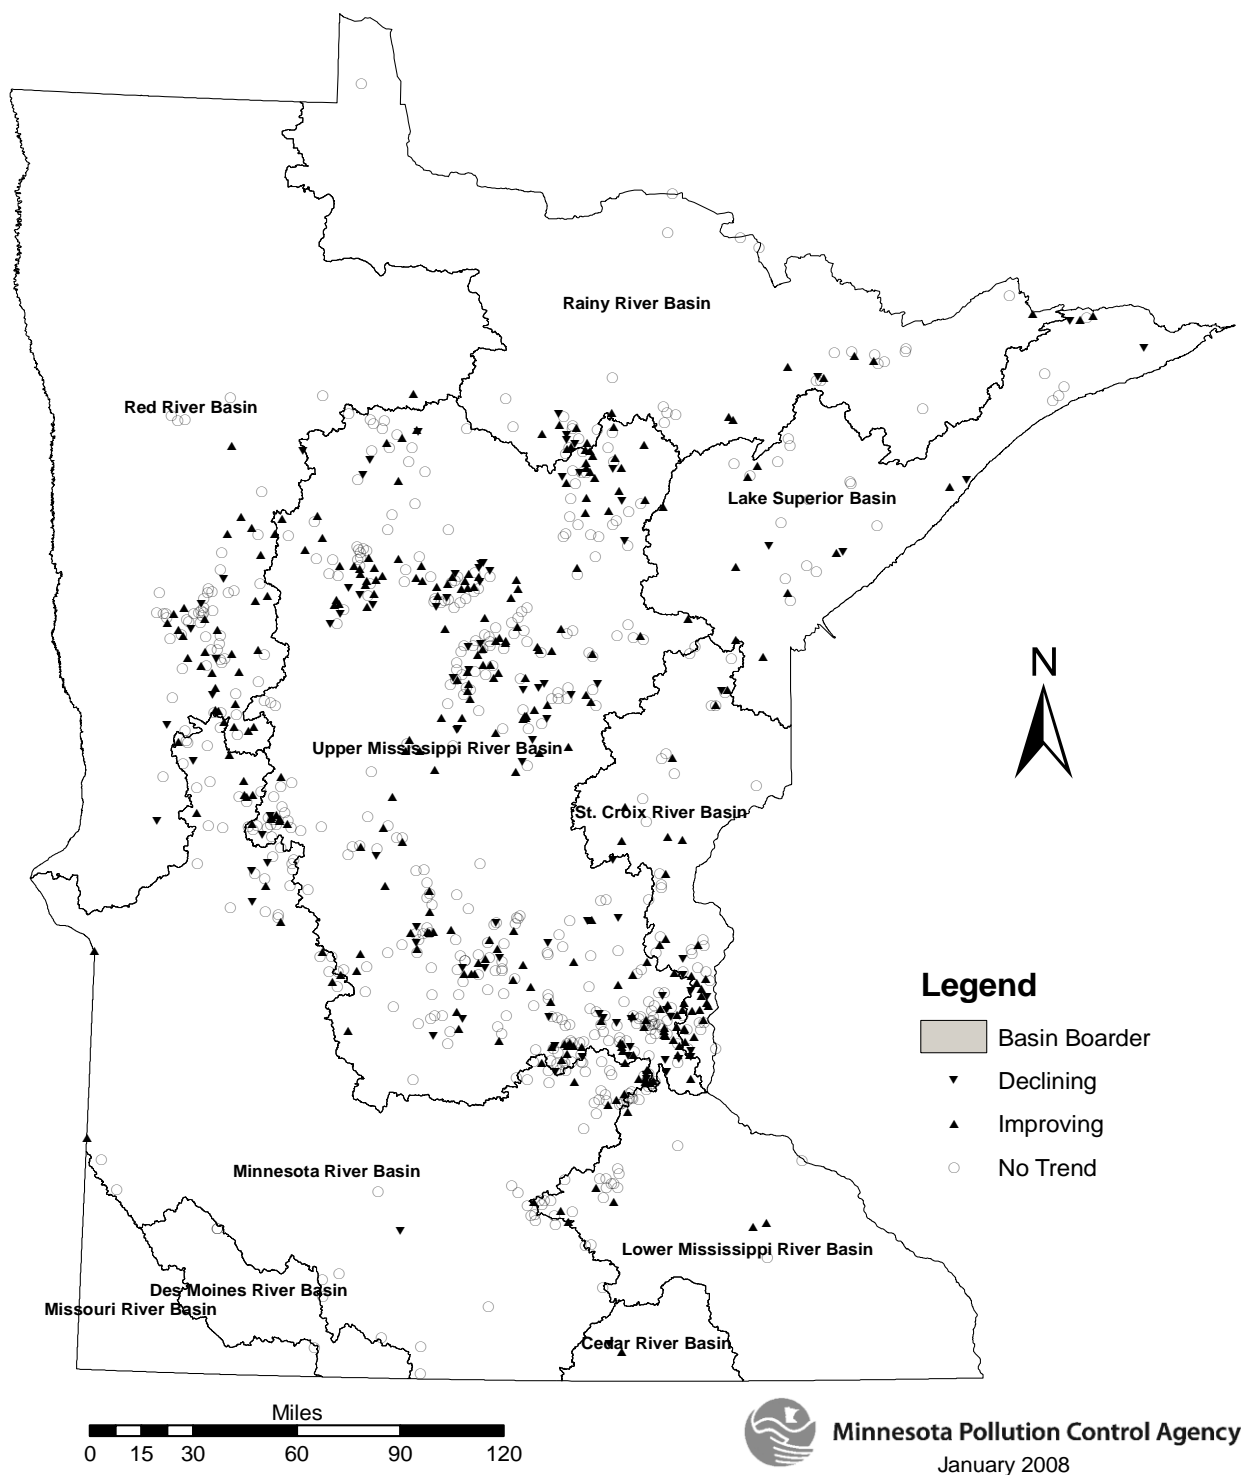 Rainy River Basin
Red River Basin
Lake Superior Basin
N
Upper Mississippi River Basin
St. Croix River Basin
Legend
Basin Boarder
Declining
Improving
No Trend
Minnesota River Basin
Lower Mississippi River Basin
Des Moines River Basin
Missouri River Basin
Cedar River Basin
Miles
0 15 30 60 90 120
Minnesota Pollution Control Agency
January 2008